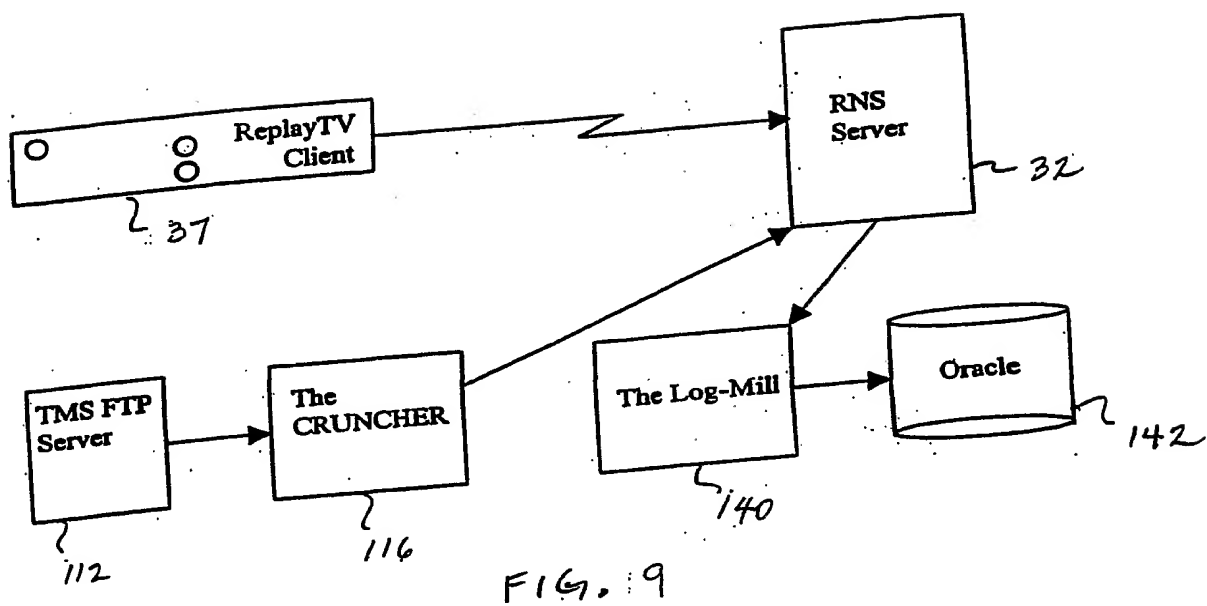 ReplayTV
Client
37
RNS
Server
32
TMS FTP
Server
112
The
CRUNCHER
116
The Log-Mill
140
Oracle
142
FIG. 9